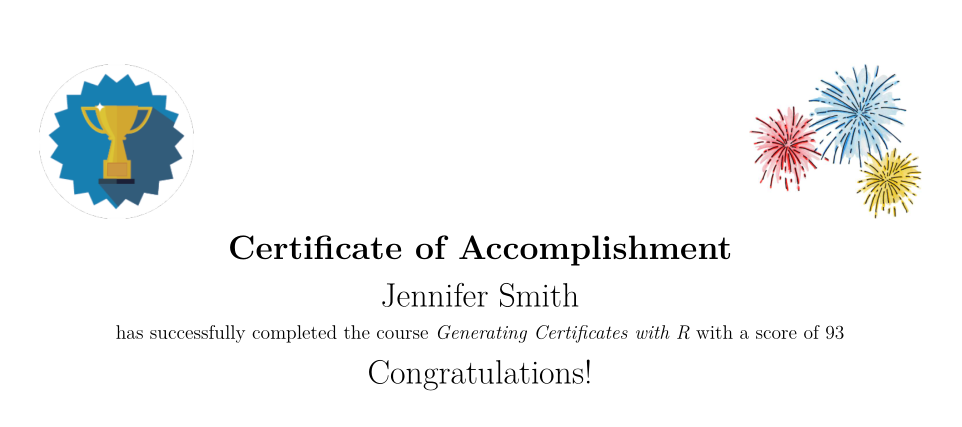 Certificate of Accomplishment
Jennifer Smith
has successfully completed the course Generating Certificates with R with a score of 93
Congratulations!